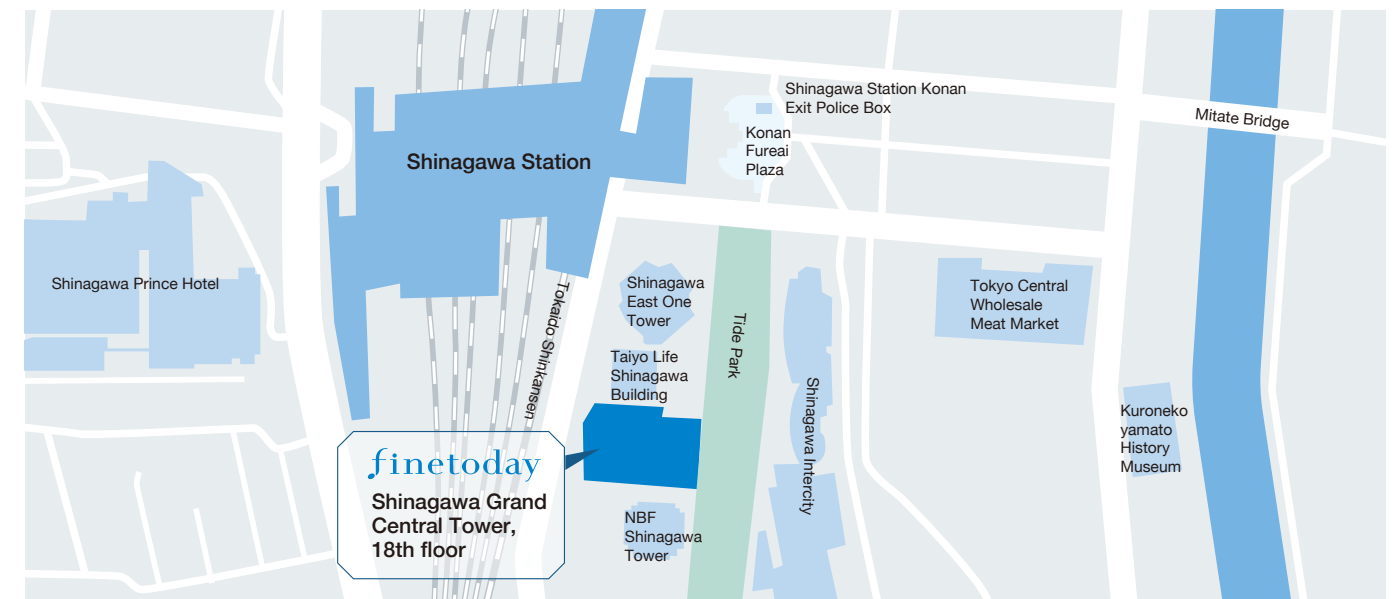 Shinagawa Station Konan
Exit Police Box
Mitate Bridge
Konan
Fureai
Plaza
Shinagawa Station
Shinagawa Prince Hotel
Tokaido Shinkansen
Shinagawa
East One
Tower
Tide Park
Tokyo Central
Wholesale
Meat Market
Taiyo Life
Shinagawa
Building
Shinagawa Intercity
Kuroneko
yamato
History
Museum
finetoday
Shinagawa Grand
Central Tower,
18th floor
NBF
Shinagawa
Tower